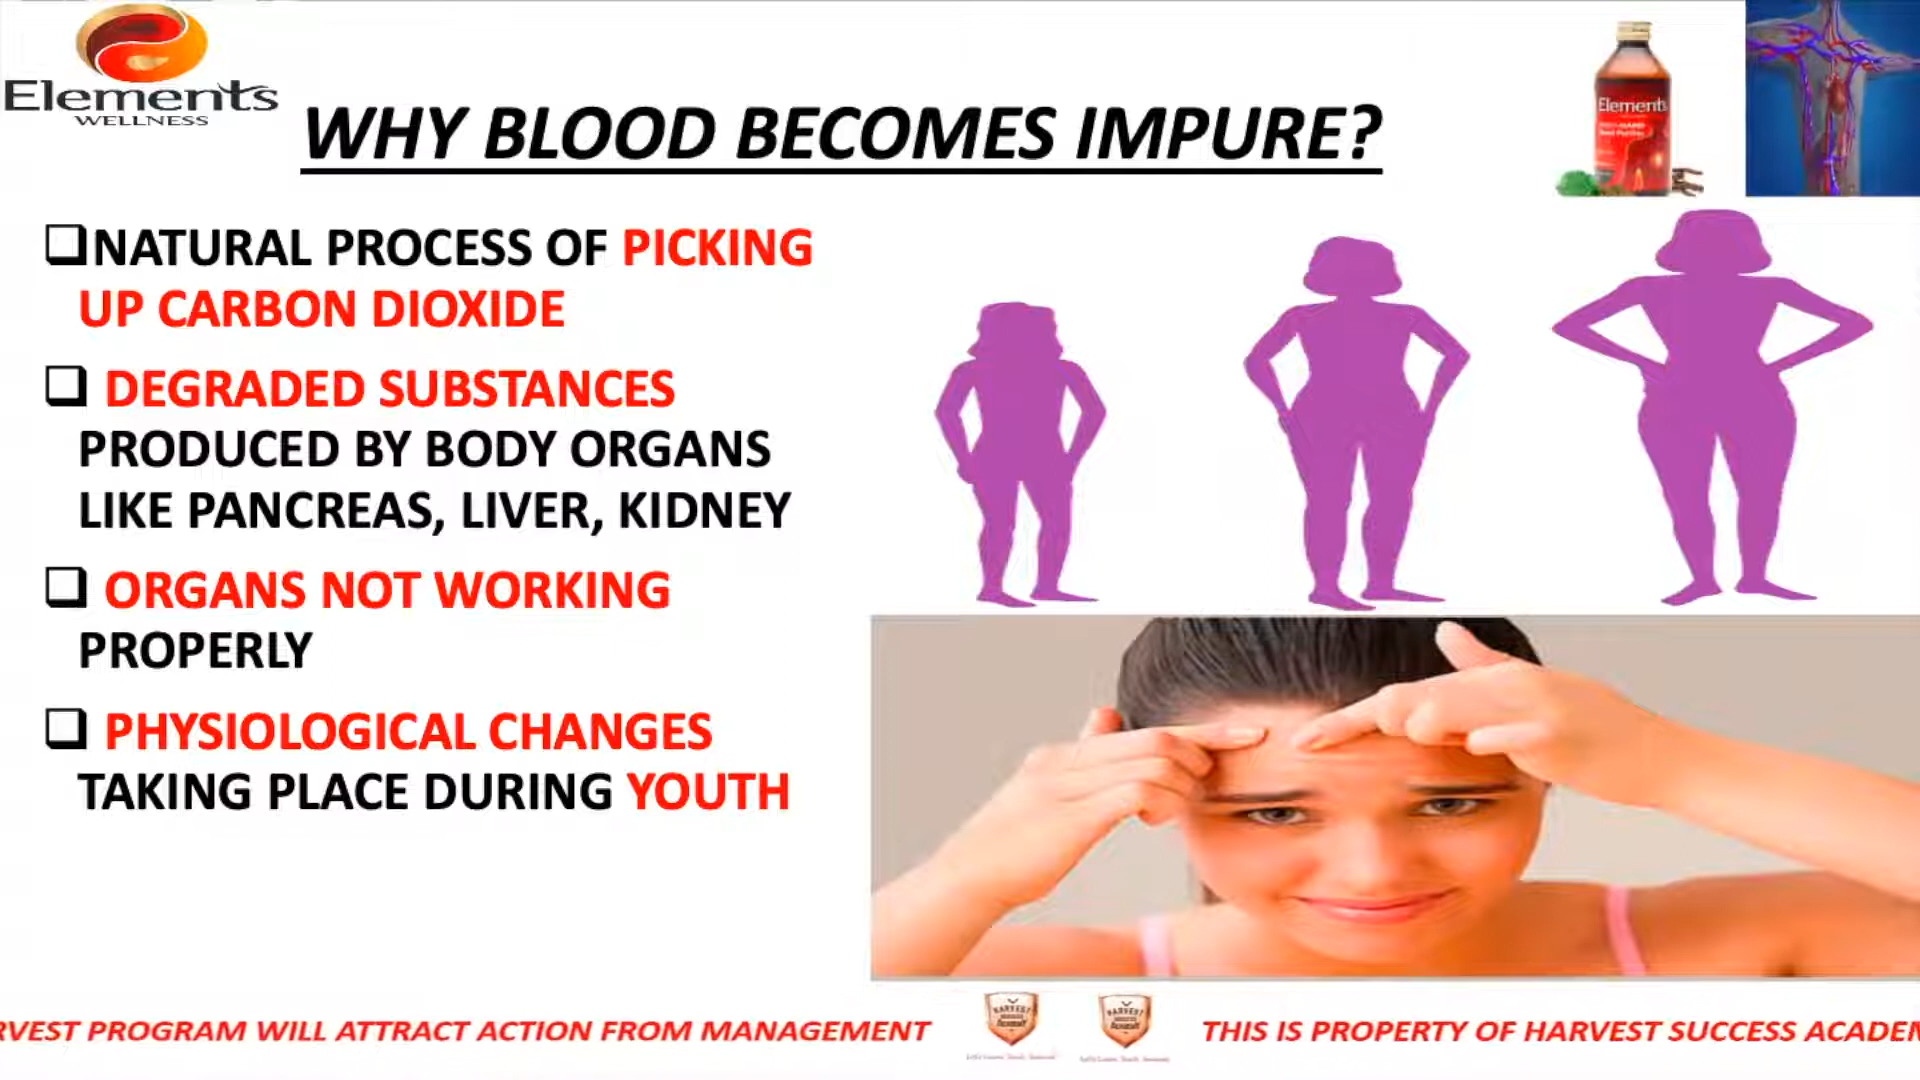 Elements
WELLNESS
WHY BLOOD BECOMES IMPURE?
Elements
NATURAL PROCESS OF PICKING
UP CARBON DIOXIDE
DEGRADED SUBSTANCES
PRODUCED BY BODY ORGANS
LIKE PANCREAS, LIVER, KIDNEY
ORGANS NOT WORKING
PROPERLY
PHYSIOLOGICAL CHANGES
TAKING PLACE DURING YOUTH
RVEST PROGRAM WILL ATTRACT ACTION FROM MANAGEMENT
HARVEST
HARVEST
THIS IS PROPERTY OF HARVEST SUCCESS ACADEM